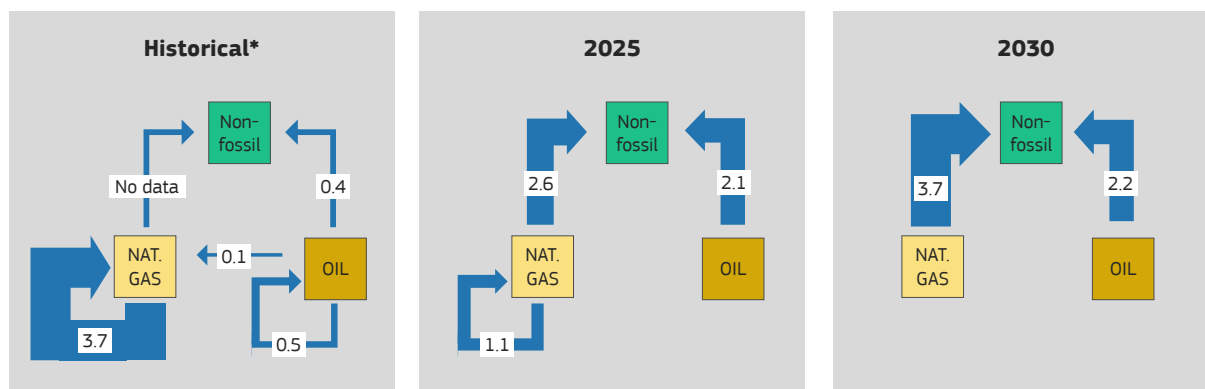 Historical*
Non-
fossil
No data
0.4
NAT.
GAS
0.1
OIL
3.7
0.5
2025
Non-
fossil
2.6
2.1
NAT.
GAS
OIL
1.1
2030
Non-
fossil
3.7
2.2
NAT.
GAS
OIL